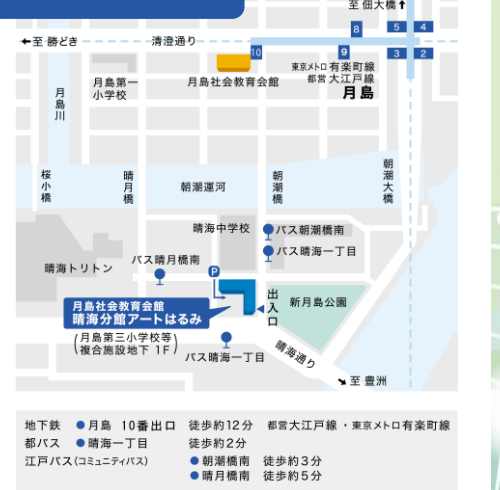 至 佃大橋↑
8
5 4
←至 勝どき
清澄通り
10
9
3 2
東京メトロ 有楽町線
都営 大江戸線
月島
月島第一
小学校
月島社会教育会館
月島川
桜小橋
晴月橋
朝潮運河
朝潮橋
朝潮大橋
晴海中学校
バス朝潮橋南
バス晴海一丁目
バス晴月橋南
晴海トリトン
P
出入口
新月島公園
月島社会教育会館
晴海分館アートはるみ
(月島第三小学校等
複合施設地下 1F)
バス晴海一丁目
晴海通り
↘至 豊洲
地下鉄 ●月島 10番出口 徒歩約12分 都営大江戸線・東京メトロ有楽町線
都バス ●晴海一丁目 徒歩約2分
江戸バス(コミュニティバス) ●朝潮橋南 徒歩約3分
●晴月橋南 徒歩約5分